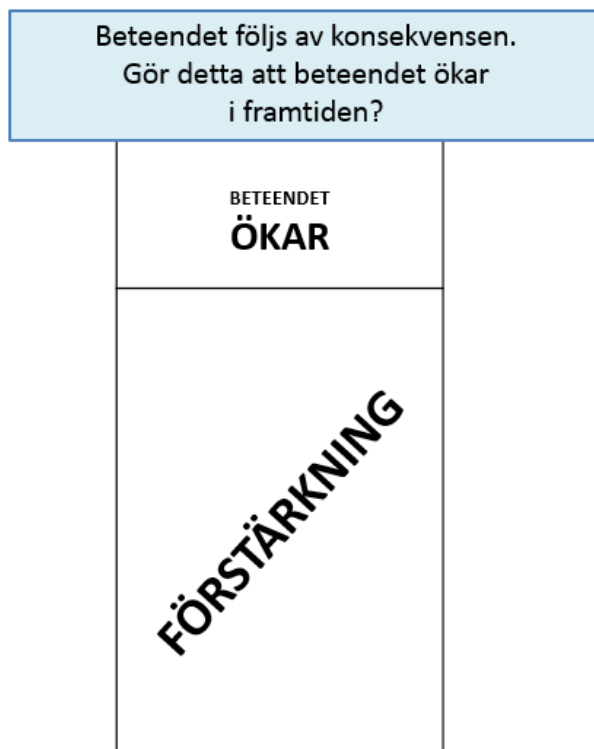 Beteendet följs av konsekvensen.
Gör detta att beteendet ökar
i framtiden?
BETEENDET
ÖKAR
FÖRSTÄRKNING